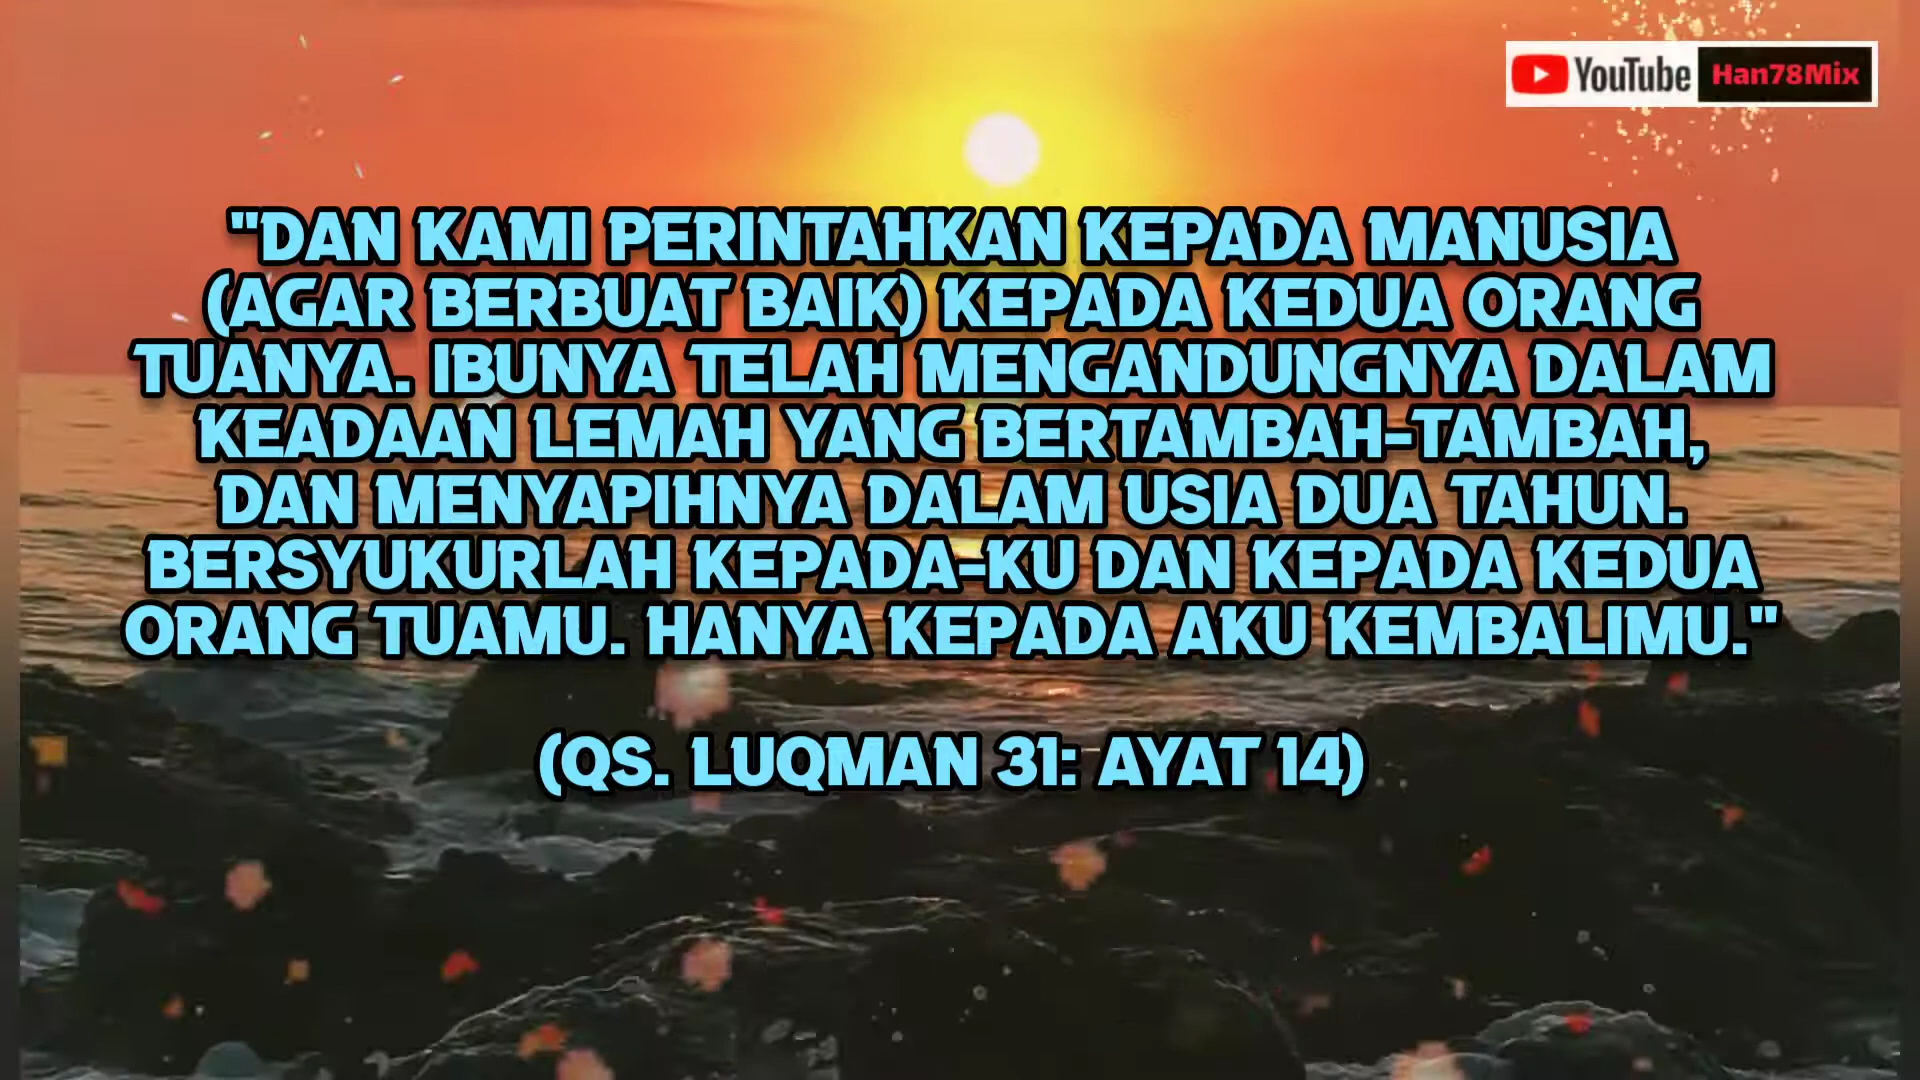 YouTube Han78Mix
"DAN KAMI PERINTAHKAN KEPADA MANUSIA
(AGAR BERBUAT BAIK) KEPADA KEDUA ORANG
TUANYA. IBUNYA TELAH MENGANDUNGNYA DALAM
KEADAAN LEMAH YANG BERTAMBAH-TAMBAH,
DAN MENYAPIHNYA DALAM USIA DUA TAHUN.
BERSYUKURLAH KEPADA-KU DAN KEPADA KEDUA
ORANG TUAMU. HANYA KEPADA AKU KEMBALIMU."
(QS. LUQMAN 31: AYAT 14)